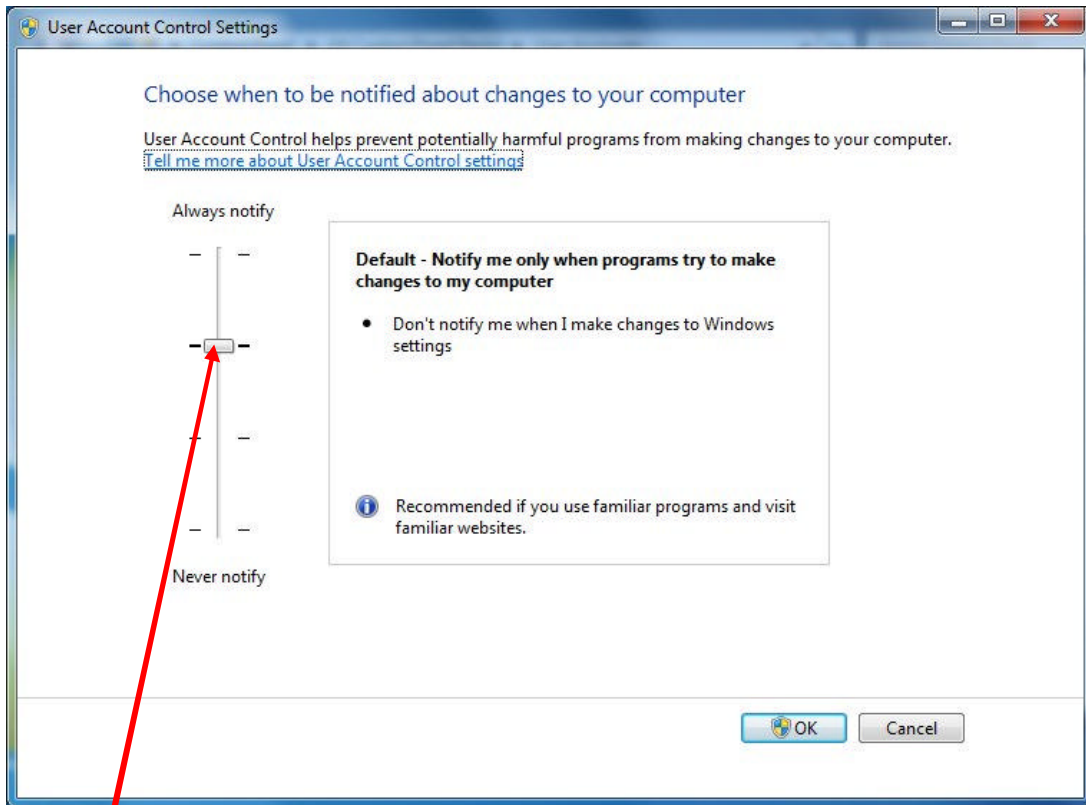 User Account Control Settings
Choose when to be notified about changes to your computer
User Account Control helps prevent potentially harmful programs from making changes to your computer.
Tell me more about User Account Control settings
Always notify
Default - Notify me only when programs try to make
changes to my computer
• Don't notify me when I make changes to Windows
settings
Recommended if you use familiar programs and visit
familiar websites.
Never notify
OK Cancel